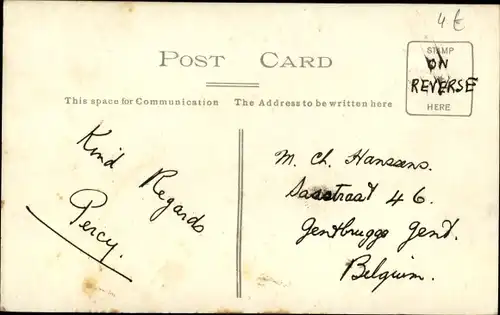 4€
POST CARD
STAMP
ON
REVERSE
HERE
This space for Communication The Address to be written here
Kind
Regards
Percy.
M. Ch. Hanssens.
Sasstraat 46.
Gentbrugge Gent.
Belgium.